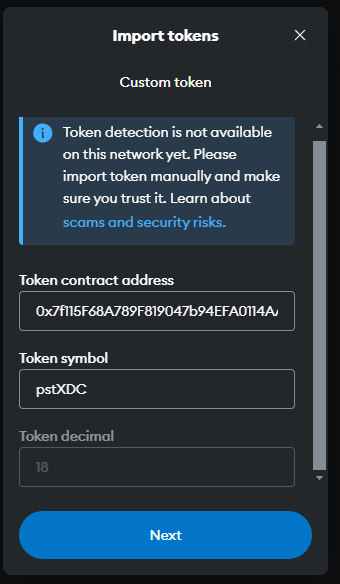 Import tokens
Custom token
Token detection is not available
on this network yet. Please
import token manually and make
sure you trust it. Learn about
scams and security risks.
Token contract address
0x7f115F68A789F819047b94EFA0114A
Token symbol
pstXDC
Token decimal
18
Next